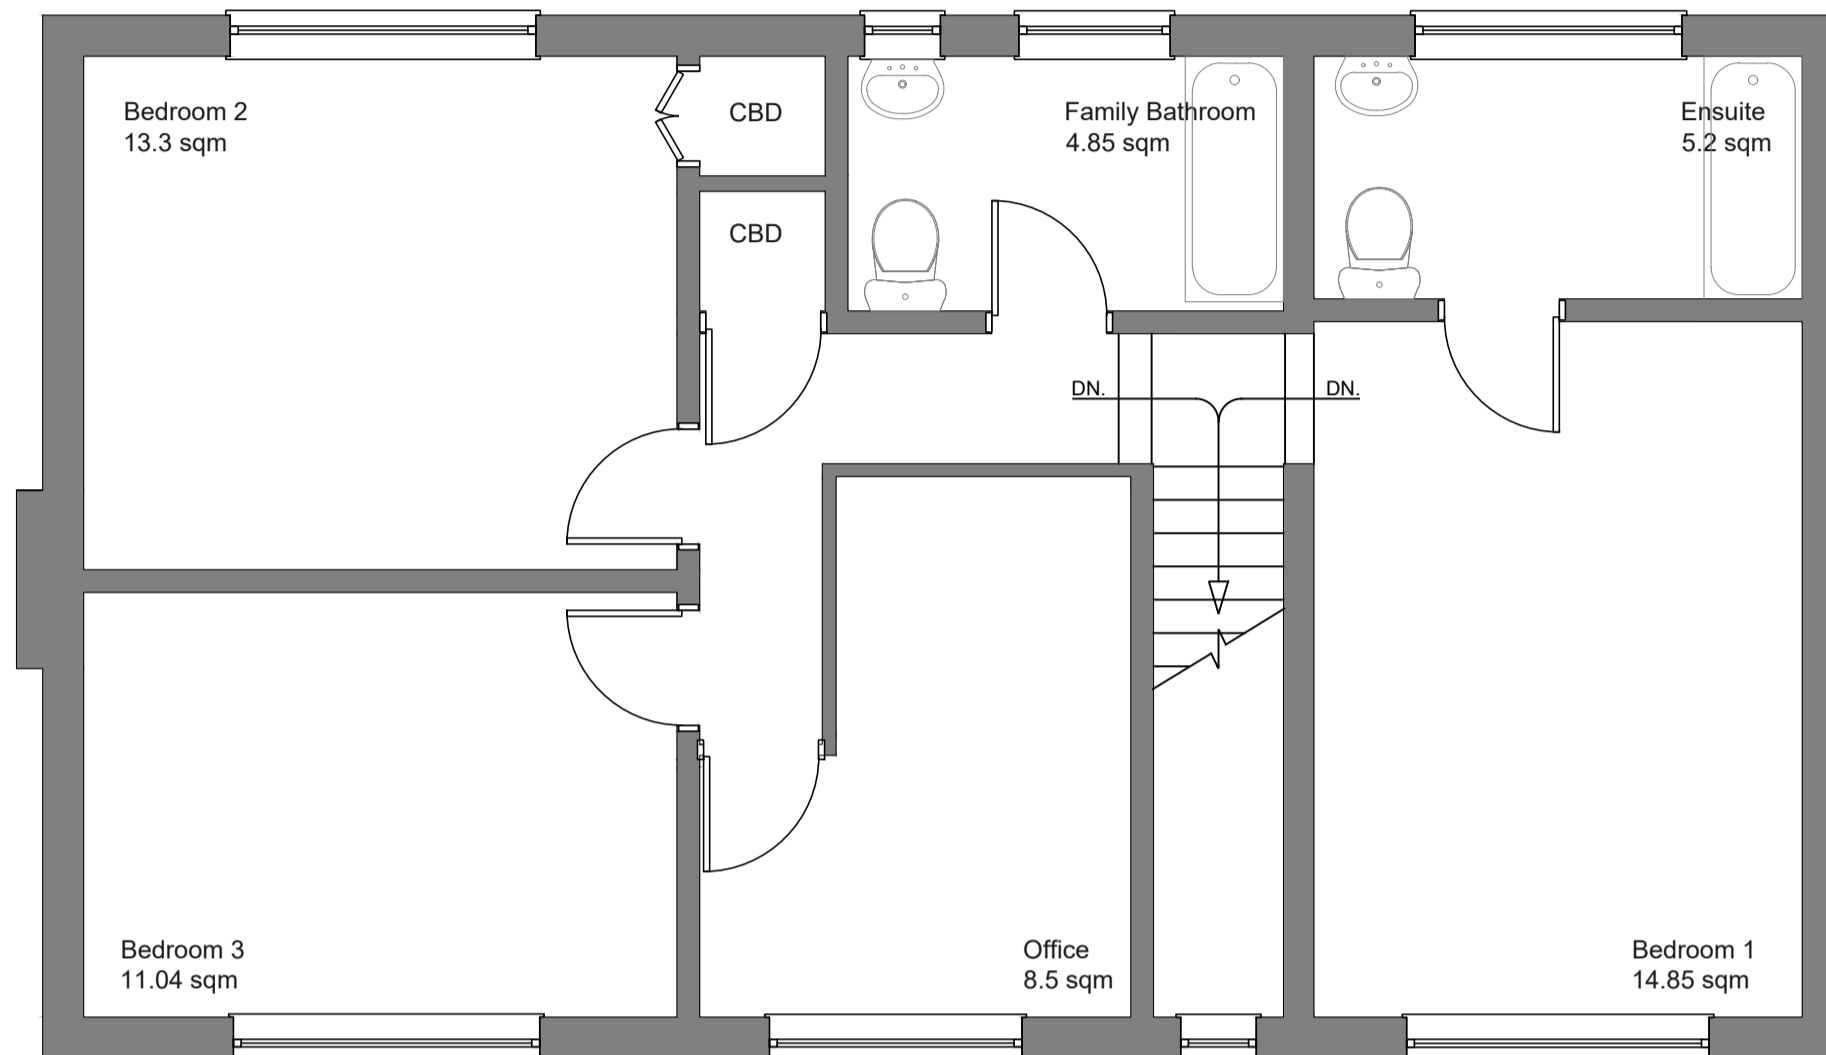 Bedroom 2
13.3 sqm
CBD
Family Bathroom
4.85 sqm
Ensuite
5.2 sqm
CBD
DN.
DN.
Bedroom 3
11.04 sqm
Office
8.5 sqm
Bedroom 1
14.85 sqm